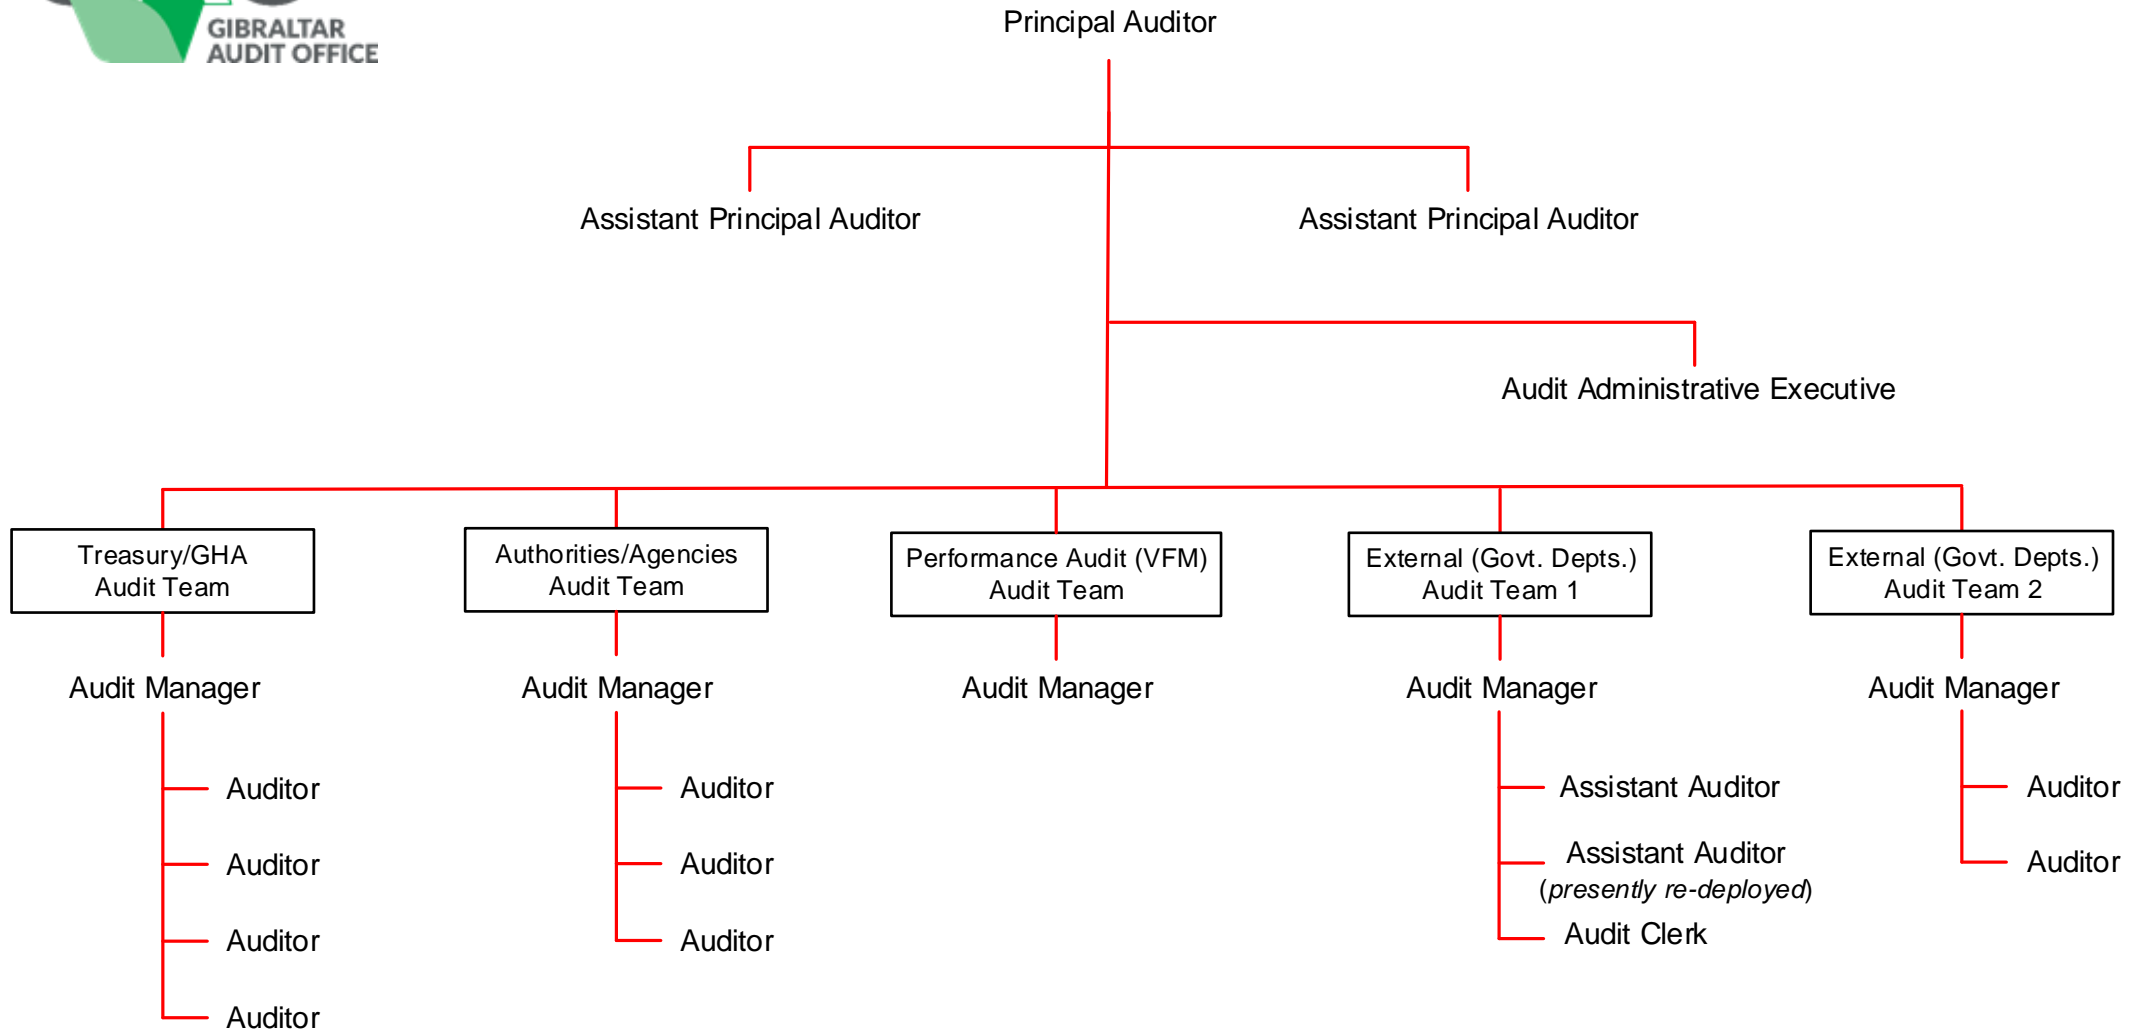 GIBRALTAR
AUDIT OFFICE
Principal Auditor
Assistant Principal Auditor
Assistant Principal Auditor
Audit Administrative Executive
Treasury/GHA
Audit Team
Authorities/Agencies
Audit Team
Performance Audit (VFM)
Audit Team
External (Govt. Depts.)
Audit Team 1
External (Govt. Depts.)
Audit Team 2
Audit Manager
Audit Manager
Audit Manager
Audit Manager
Audit Manager
Auditor
Auditor
Auditor
Auditor
Auditor
Auditor
Auditor
Assistant Auditor
Assistant Auditor
(presently re-deployed)
Audit Clerk
Auditor
Auditor